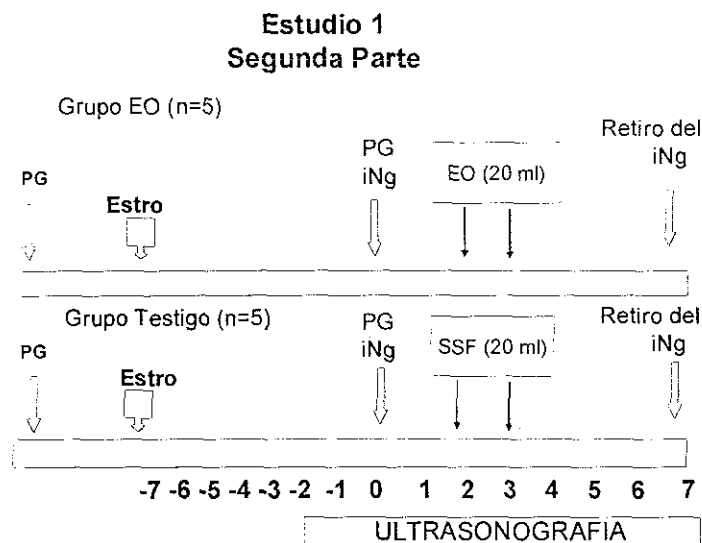 Estudio 1
Segunda Parte
Grupo EO (n=5)
PG
Estro
PG
iNg
EO (20 ml)
Retiro del
iNg
Grupo Testigo (n=5)
PG
Estro
PG
iNg
SSF (20 ml)
Retiro del
iNg
-7 -6 -5 -4 -3 -2 -1 0 1 2 3 4 5 6 7
ULTRASONOGRAFIA